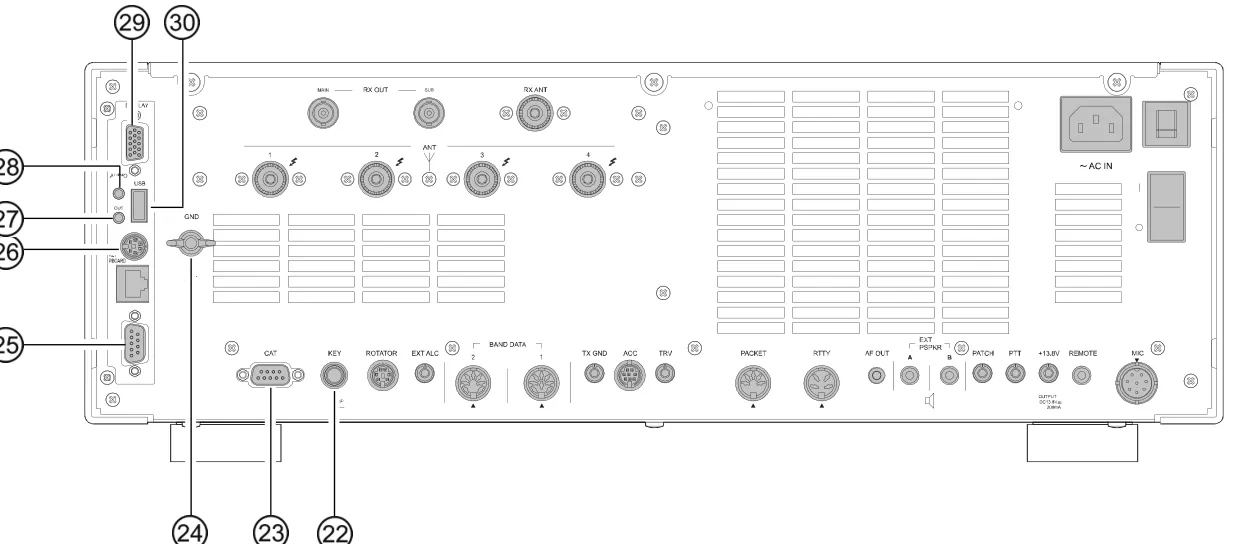 29 30
MAIN RX OUT SUB RX ANT
ANT
1 2 3 4
~ AC IN
28
USB
OUT
27
GND
26
25
BAND DATA
EXT
PSPKR
CAT KEY ROTATOR EXT ALC 2 1 TX GND ACC TRV PACKET RTTY AF OUT A B PATCH PTT +13.8V REMOTE MIC
OUTPUT
24 23 22